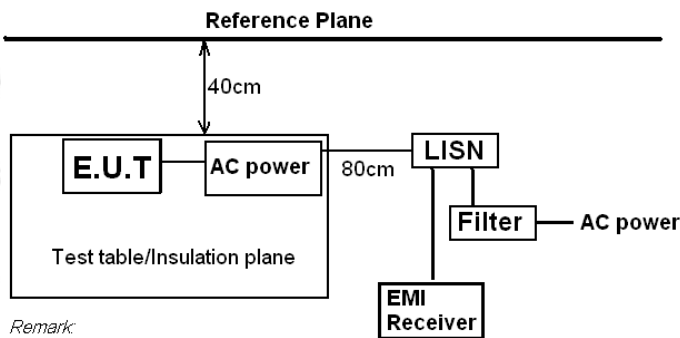 Reference Plane
40cm
E.U.T
AC power
80cm
LISN
Filter
AC power
Test table/Insulation plane
EMI
Receiver
Remark: